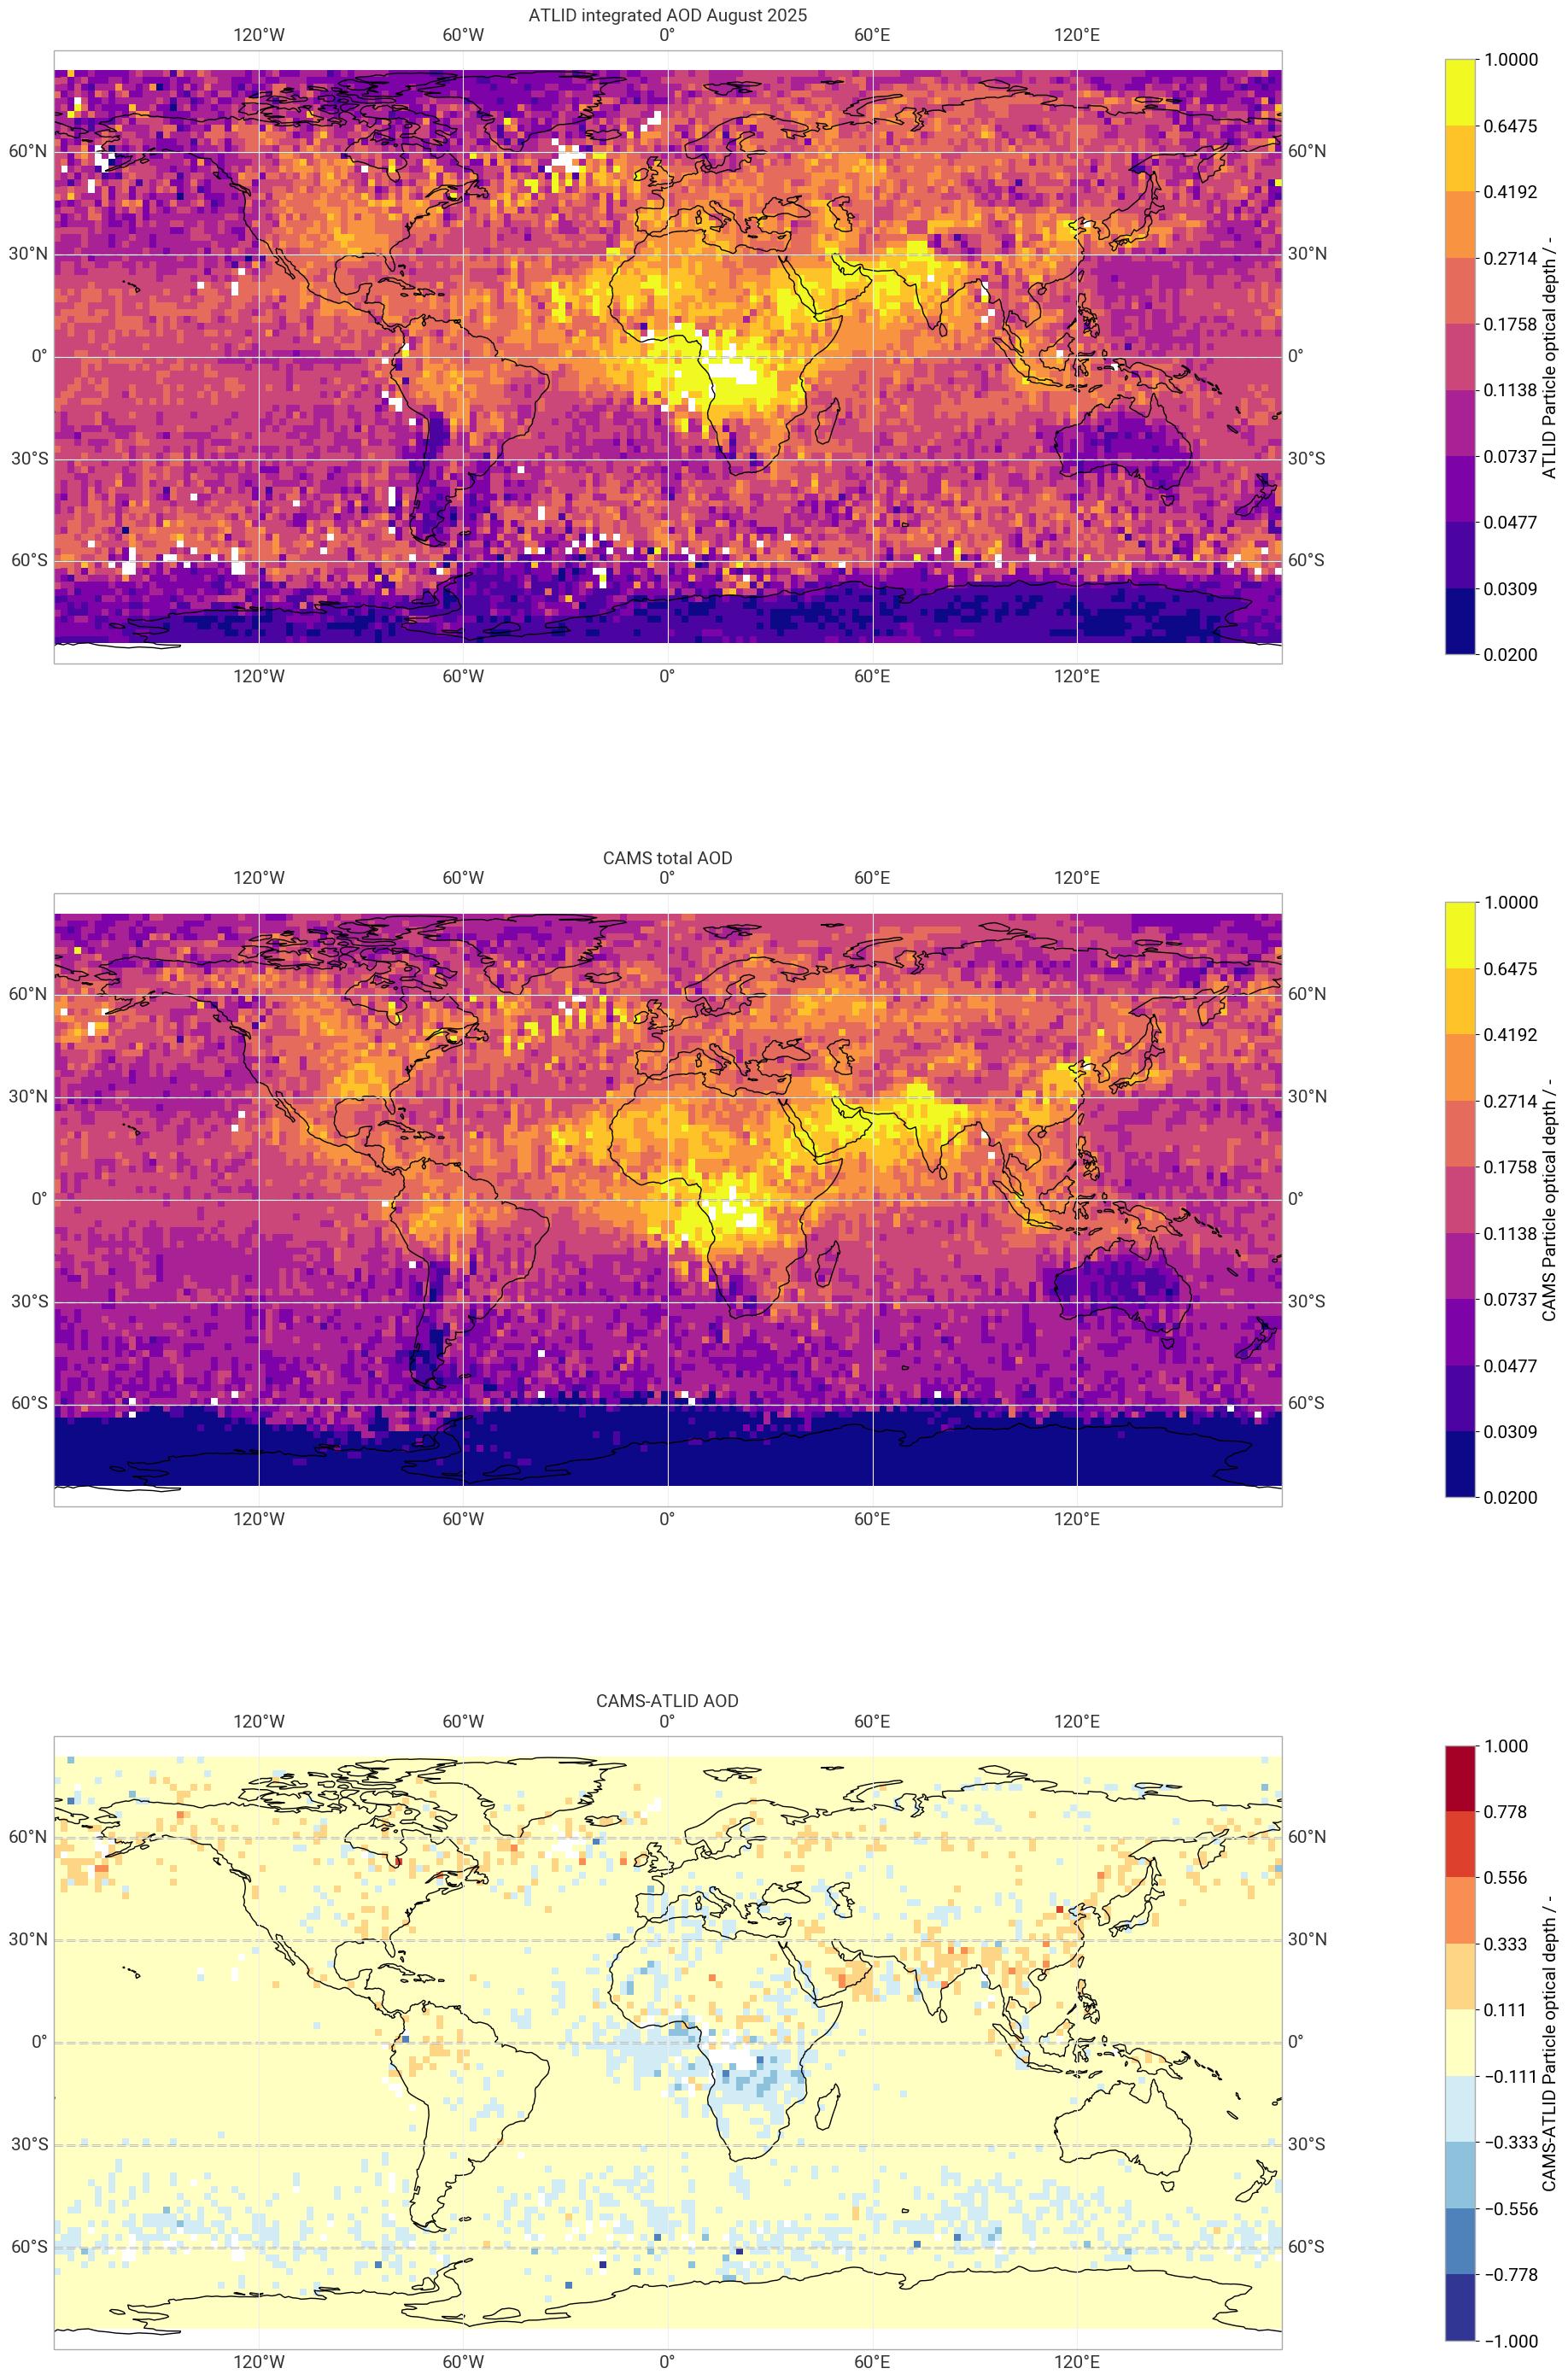 ATLID integrated AOD August 2025
120°W 60°W 0° 60°E 120°E
1.0000
0.6475
60°N 60°N
0.4192
30°N 30°N
0.2714
0.1758
0° 0°
0.1138
30°S 30°S
0.0737
0.0477
60°S 60°S
0.0309
0.0200
ATLID Particle optical depth / -
120°W 60°W 0° 60°E 120°E
CAMS total AOD
120°W 60°W 0° 60°E 120°E
1.0000
0.6475
60°N 60°N
0.4192
30°N 30°N
0.2714
0.1758
0° 0°
0.1138
30°S 30°S
0.0737
0.0477
60°S 60°S
0.0309
0.0200
CAMS Particle optical depth / -
120°W 60°W 0° 60°E 120°E
CAMS-ATLID AOD
120°W 60°W 0° 60°E 120°E
1.000
0.778
60°N 60°N
0.556
30°N 30°N
0.333
0.111
0° 0°
−0.111
30°S 30°S
−0.333
−0.556
60°S 60°S
−0.778
−1.000
CAMS-ATLID Particle optical depth / -
120°W 60°W 0° 60°E 120°E